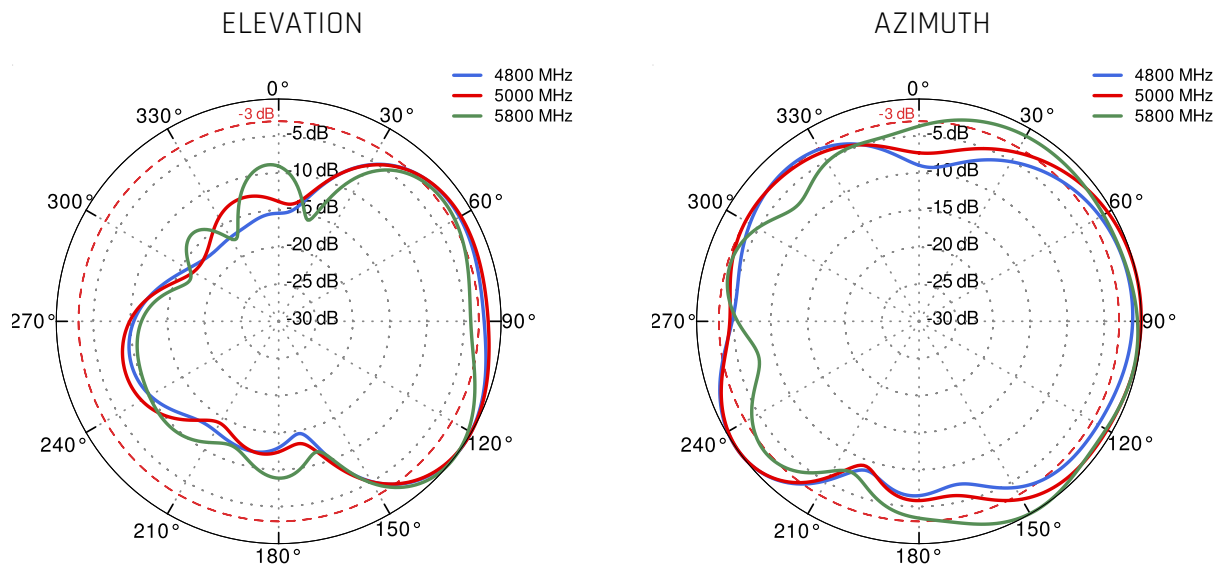 ELEVATION
4800 MHz
5000 MHz
5800 MHz
0°
30°
60°
90°
120°
150°
180°
210°
240°
270°
300°
330°
-3 dB
-5 dB
-10 dB
-15 dB
-20 dB
-25 dB
-30 dB
AZIMUTH
4800 MHz
5000 MHz
5800 MHz
0°
30°
60°
90°
120°
150°
180°
210°
240°
270°
300°
330°
-3 dB
-5 dB
-10 dB
-15 dB
-20 dB
-25 dB
-30 dB